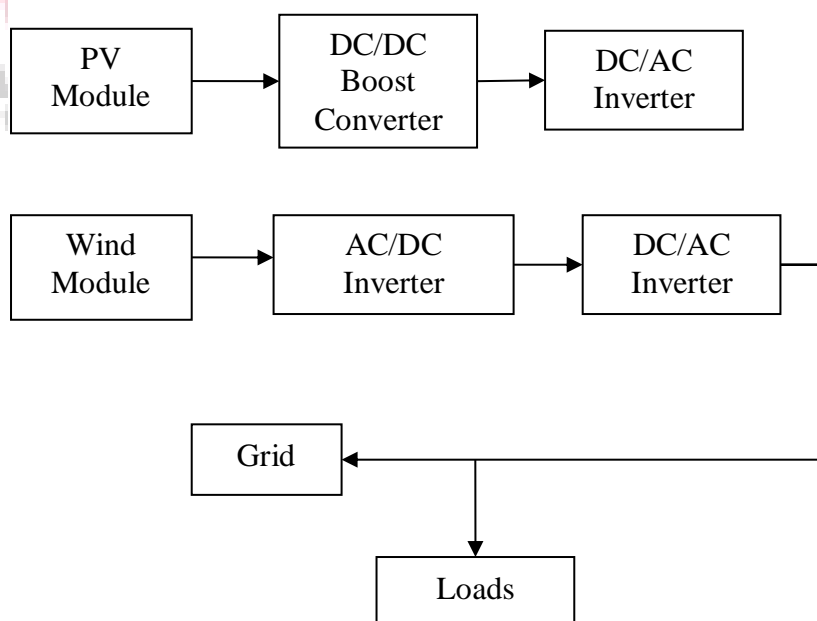 PV
Module
DC/DC
Boost
Converter
DC/AC
Inverter
Wind
Module
AC/DC
Inverter
DC/AC
Inverter
Grid
Loads